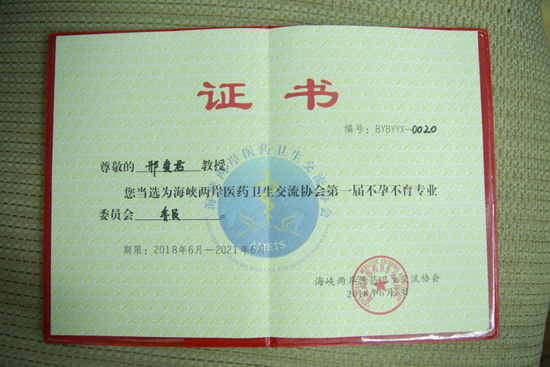 证书
编号：BYBYYX-0020
尊敬的 邢俊岩 教授
您当选为海峡两岸医药卫生交流协会第一届不孕不育专业
委员会 委员 。
期限：2018年6月—2021年6月
海峡两岸医药卫生交流协会
2018年6月